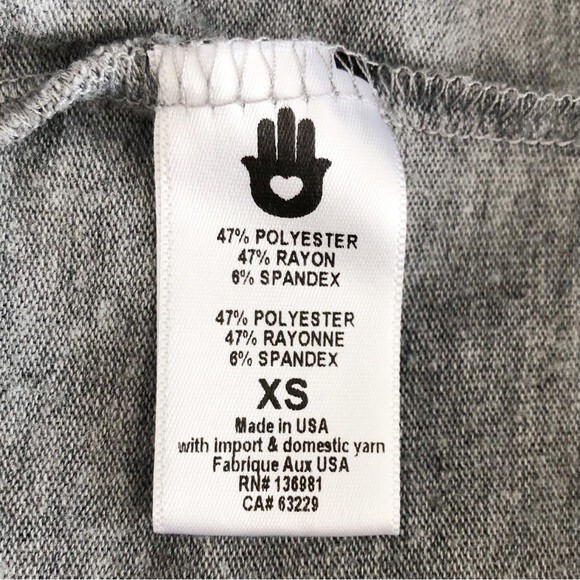 47% POLYESTER
47% RAYON
6% SPANDEX
47% POLYESTER
47% RAYONNE
6% SPANDEX
XS
Made in USA
with import & domestic yarn
Fabrique Aux USA
RN# 136981
CA# 63229